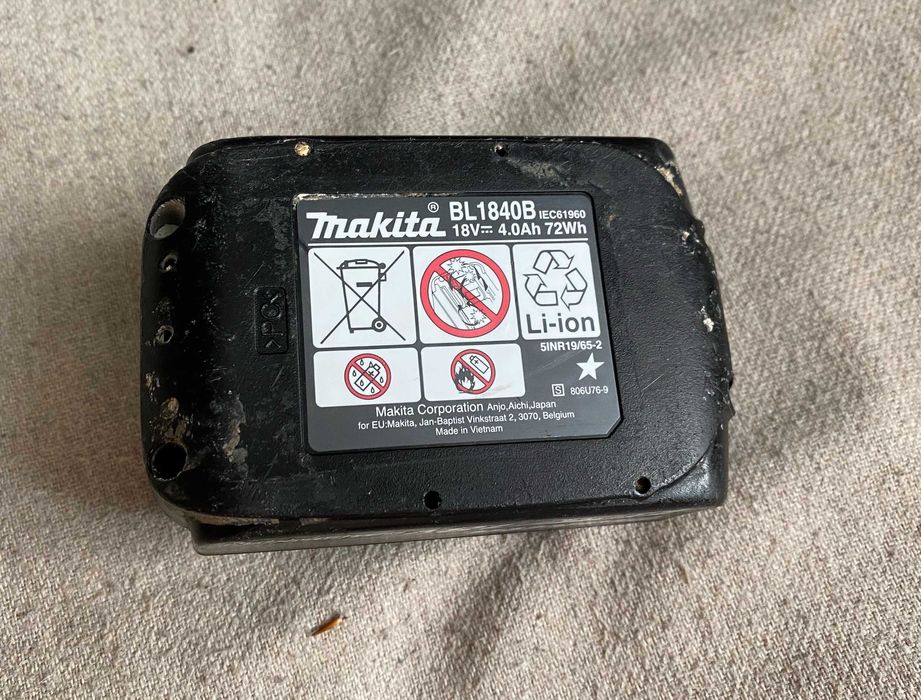 makita® BL1840B IEC61960
18V⎓ 4.0Ah 72Wh
Li-ion
5INR19/65-2
S 806U76-9
Makita Corporation Anjo,Aichi,Japan
for EU:Makita, Jan-Baptist Vinkstraat 2, 3070, Belgium
Made in Vietnam